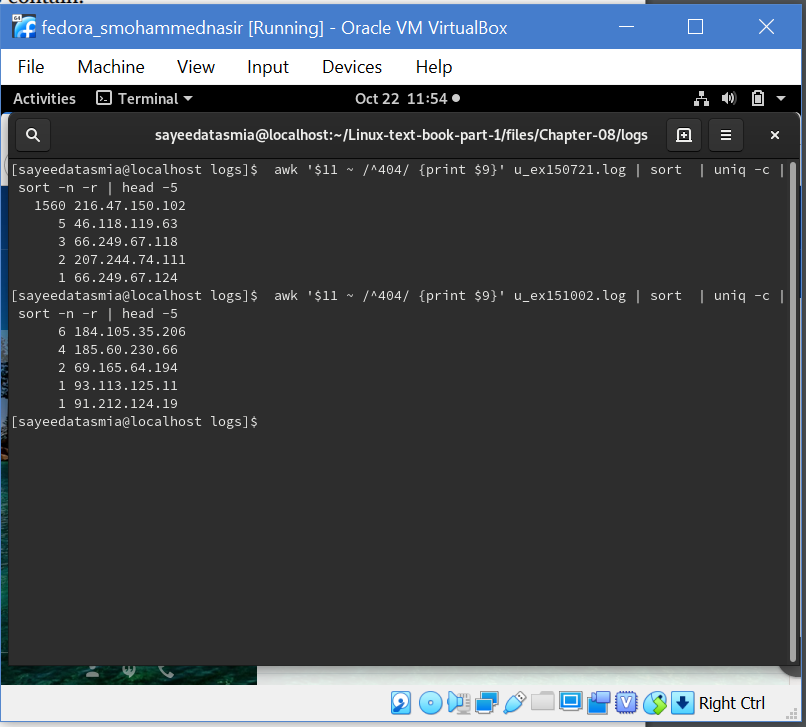 contain.
fedora_smohammednasir [Running] - Oracle VM VirtualBox
File Machine View Input Devices Help
Activities Terminal Oct 22 11:54
sayeedatasmia@localhost:~/Linux-text-book-part-1/files/Chapter-08/logs
[sayeedatasmia@localhost logs]$  awk '$11 ~ /^404/ {print $9}' u_ex150721.log | sort  | uniq -c |
 sort -n -r | head -5
   1560 216.47.150.102
      5 46.118.119.63
      3 66.249.67.118
      2 207.244.74.111
      1 66.249.67.124
[sayeedatasmia@localhost logs]$  awk '$11 ~ /^404/ {print $9}' u_ex151002.log | sort  | uniq -c |
 sort -n -r | head -5
      6 184.105.35.206
      4 185.60.230.66
      2 69.165.64.194
      1 93.113.125.11
      1 91.212.124.19
[sayeedatasmia@localhost logs]$
Right Ctrl